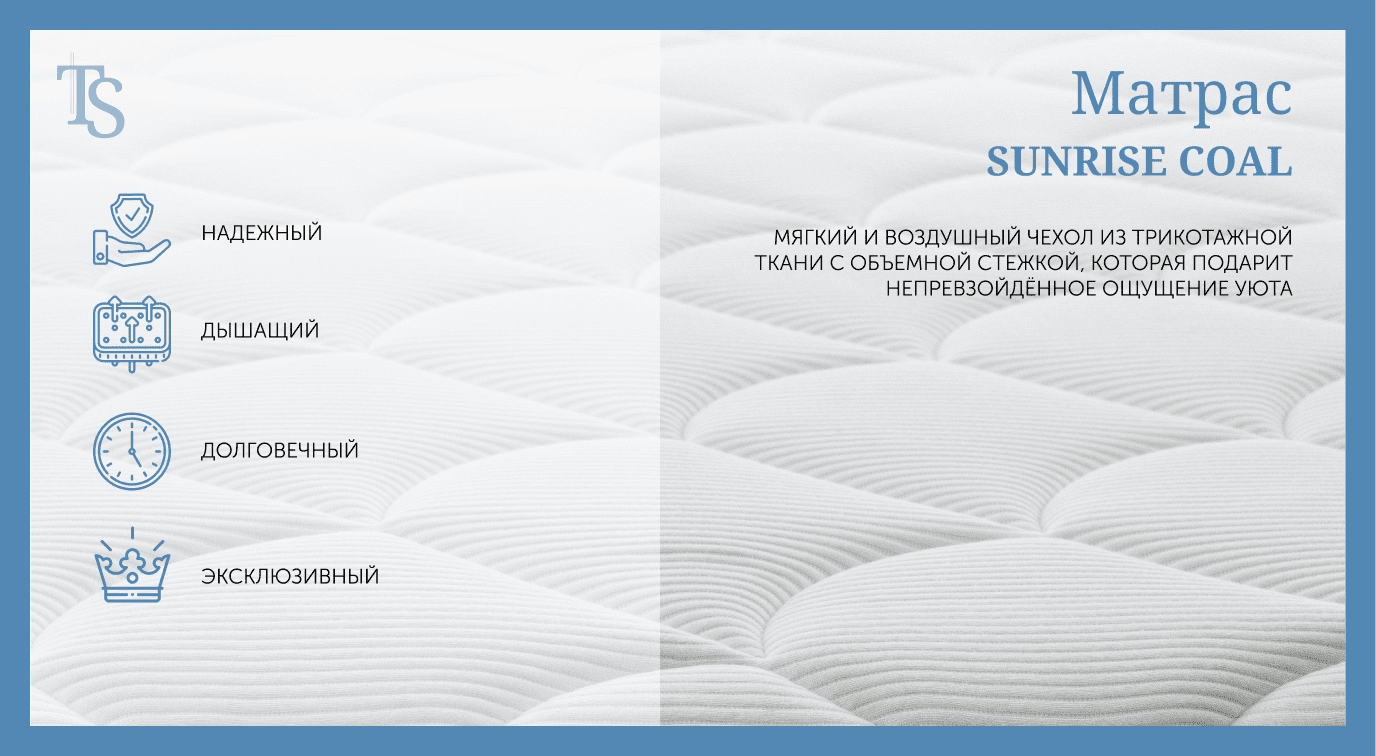 TS
НАДЕЖНЫЙ
ДЫШАЩИЙ
ДОЛГОВЕЧНЫЙ
ЭКСКЛЮЗИВНЫЙ
Матрас
SUNRISE COAL
МЯГКИЙ И ВОЗДУШНЫЙ ЧЕХОЛ ИЗ ТРИКОТАЖНОЙ
ТКАНИ С ОБЪЕМНОЙ СТЕЖКОЙ, КОТОРАЯ ПОДАРИТ
НЕПРЕВЗОЙДЁННОЕ ОЩУЩЕНИЕ УЮТА